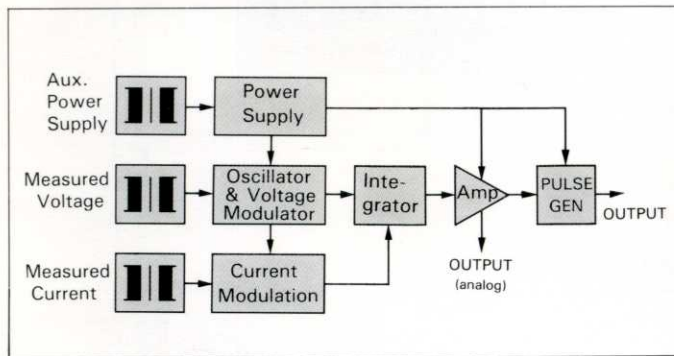 Aux.
Power
Supply
Power
Supply
Measured
Voltage
Oscillator
& Voltage
Modulator
Inte-
grator
Amp
PULSE
GEN
OUTPUT
OUTPUT
(analog)
Measured
Current
Current
Modulation